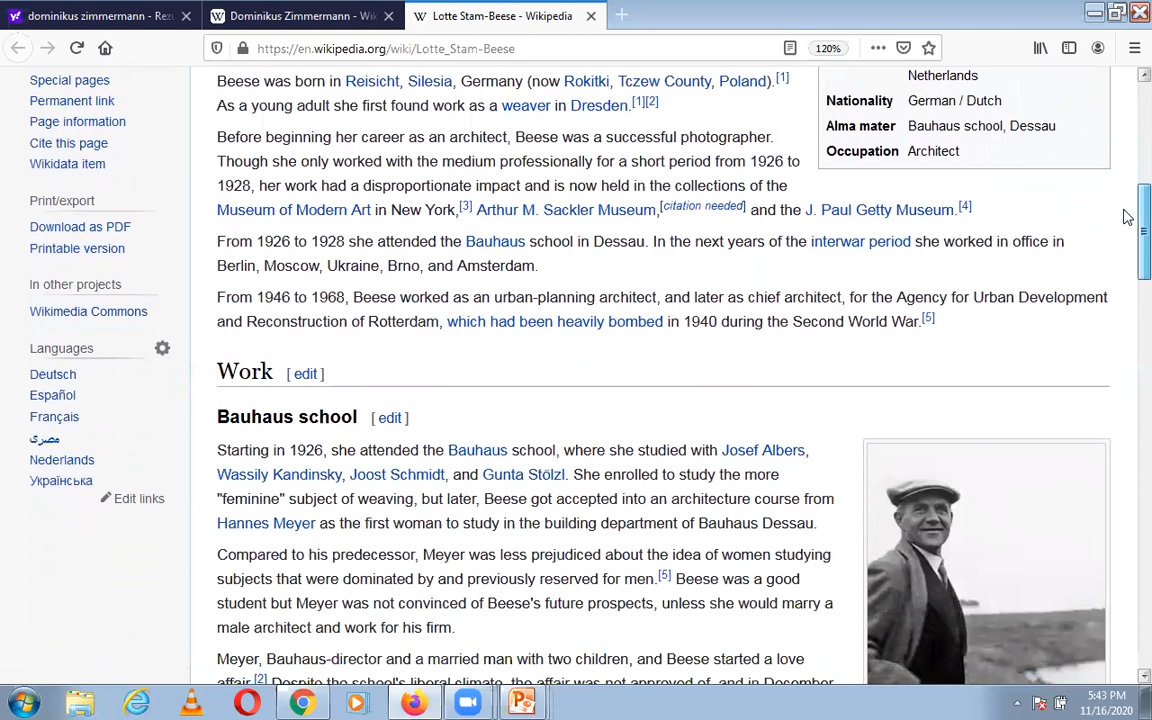 dominikus zimmermann - Rezu
Dominikus Zimmermann - Wik
Lotte Stam-Beese - Wikipedia
https://en.wikipedia.org/wiki/Lotte_Stam-Beese
120%
Special pages
Permanent link
Page information
Cite this page
Wikidata item
Print/export
Download as PDF
Printable version
In other projects
Wikimedia Commons
Languages
Deutsch
Español
Français
مصرى
Nederlands
Українська
Edit links
Beese was born in Reisicht, Silesia, Germany (now Rokitki, Tczew County, Poland).[1]
As a young adult she first found work as a weaver in Dresden.[1][2]
Before beginning her career as an architect, Beese was a successful photographer.
Though she only worked with the medium professionally for a short period from 1926 to
1928, her work had a disproportionate impact and is now held in the collections of the
Museum of Modern Art in New York,[3] Arthur M. Sackler Museum,[citation needed] and the J. Paul Getty Museum.[4]
From 1926 to 1928 she attended the Bauhaus school in Dessau. In the next years of the interwar period she worked in office in
Berlin, Moscow, Ukraine, Brno, and Amsterdam.
From 1946 to 1968, Beese worked as an urban-planning architect, and later as chief architect, for the Agency for Urban Development
and Reconstruction of Rotterdam, which had been heavily bombed in 1940 during the Second World War.[5]
Netherlands
Nationality German / Dutch
Alma mater Bauhaus school, Dessau
Occupation Architect
Work [ edit ]
Bauhaus school [ edit ]
Starting in 1926, she attended the Bauhaus school, where she studied with Josef Albers,
Wassily Kandinsky, Joost Schmidt, and Gunta Stölzl. She enrolled to study the more
"feminine" subject of weaving, but later, Beese got accepted into an architecture course from
Hannes Meyer as the first woman to study in the building department of Bauhaus Dessau.
Compared to his predecessor, Meyer was less prejudiced about the idea of women studying
subjects that were dominated by and previously reserved for men.[5] Beese was a good
student but Meyer was not convinced of Beese's future prospects, unless she would marry a
male architect and work for his firm.
Meyer, Bauhaus-director and a married man with two children, and Beese started a love
affair.[2] Despite the school's liberal climate, the affair was not approved of, and in December
5:43 PM
11/16/2020